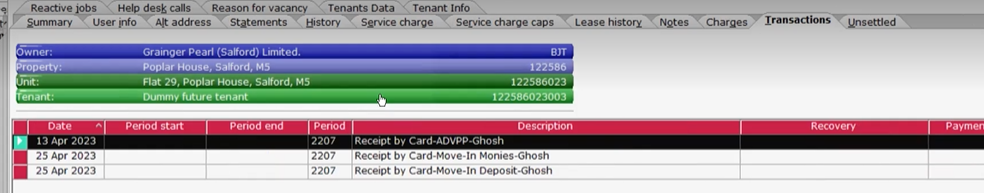 Reactive jobs Help desk calls Reason for vacancy Tenants Data Tenant Info
Summary User info Alt address Statements History Service charge Service charge caps Lease history Notes Charges Transactions Unsettled
Owner: Grainger Pearl (Salford) Limited. BJT
Property: Poplar House, Salford, M5 122586
Unit: Flat 29, Poplar House, Salford, M5 122586023
Tenant: Dummy future tenant 122586023003
Date Period start Period end Period Description Recovery
13 Apr 2023 2207 Receipt by Card-ADVPP-Ghosh
25 Apr 2023 2207 Receipt by Card-Move-In Monies-Ghosh
25 Apr 2023 2207 Receipt by Card-Move-In Deposit-Ghosh